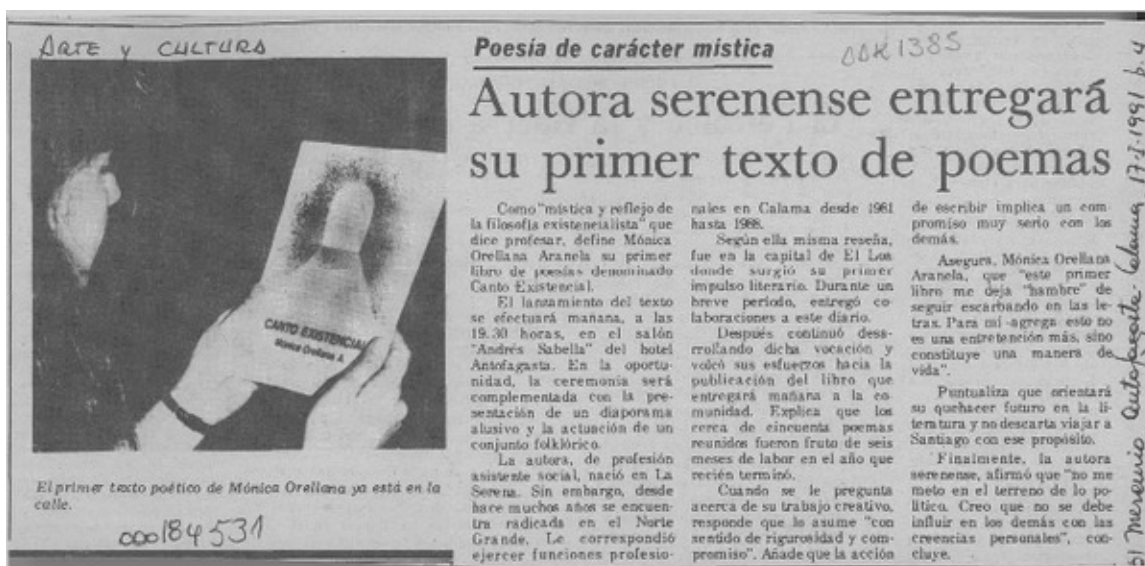 ARTE Y CULTURA
CANTO EXISTENCIAL
Mónica Orellana A.
El primer texto poético de Mónica Orellana ya está en la
calle.
000184531
Poesía de carácter mística
Autora serenense entregará
su primer texto de poemas
Como "mística y reflejo de
la filosofía existencialista" que
dice profesar, define Mónica
Orellana Aranela su primer
libro de poesías denominado
Canto Existencial.
El lanzamiento del texto
se efectuará mañana, a las
19.30 horas, en el salón
"Andrés Sabella" del hotel
Antofagasta. En la oportu-
nidad, la ceremonia será
complementada con la pre-
sentación de un diaporama
alusivo y la actuación de un
conjunto folklórico.
La autora, de profesión
asistente social, nació en La
Serena. Sin embargo, desde
hace muchos años se encuen-
tra radicada en el Norte
Grande. Le correspondió
ejercer funciones profesio-
nales en Calama desde 1981
hasta 1988.
Según ella misma reseña,
fue en la capital de El Loa
donde surgió su primer
impulso literario. Durante un
breve período, entregó co-
laboraciones a este diario.
Después continuó desa-
rrollando dicha vocación y
volcó sus esfuerzos hacia la
publicación del libro que
entregará mañana a la co-
munidad. Explica que los
cerca de cincuenta poemas
reunidos fueron fruto de seis
meses de labor en el año que
recién terminó.
Cuando se le pregunta
acerca de su trabajo creativo,
responde que lo asume "con
sentido de rigurosidad y com-
promiso". Añade que la acción
de escribir implica un com-
promiso muy serio con los
demás.
Asegura, Mónica Orellana
Aranela, que "este primer
libro me deja "hambre" de
seguir escarbando en las le-
tras. Para mí -agrega- esto no
es una entretención más, sino
constituye una manera de
vida".
Puntualiza que orientará
su quehacer futuro en la li-
teratura y no descarta viajar a
Santiago con ese propósito.
Finalmente, la autora
serenense, afirmó que "no me
meto en el terreno de lo po-
lítico. Creo que no se debe
influir en los demás con las
creencias personales", con-
cluye.
El Mercurio Antofagasta 17-I-1991 p.4